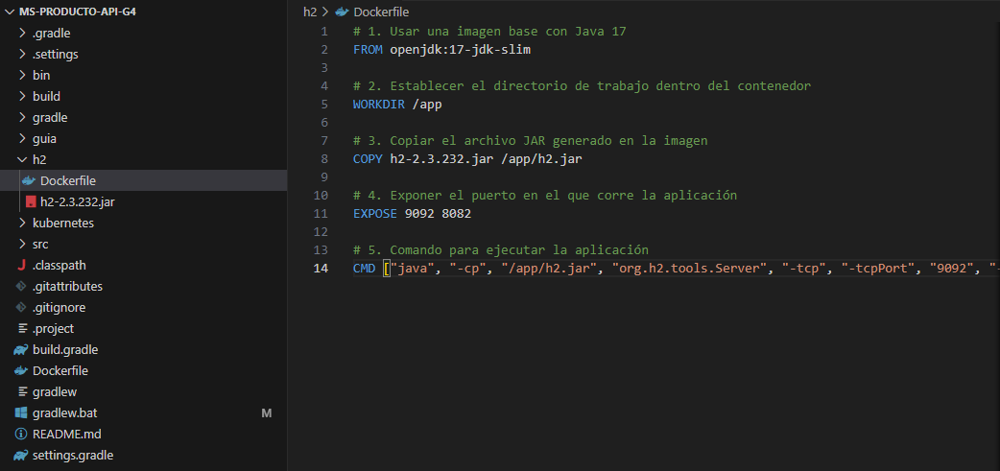 MS-PRODUCTO-API-G4
.gradle
.settings
bin
build
gradle
guia
h2
Dockerfile
h2-2.3.232.jar
kubernetes
src
.classpath
.gitattributes
.gitignore
.project
build.gradle
Dockerfile
gradlew
gradlew.bat M
README.md
settings.gradle
h2 > Dockerfile
1 # 1. Usar una imagen base con Java 17
2 FROM openjdk:17-jdk-slim
3
4 # 2. Establecer el directorio de trabajo dentro del contenedor
5 WORKDIR /app
6
7 # 3. Copiar el archivo JAR generado en la imagen
8 COPY h2-2.3.232.jar /app/h2.jar
9
10 # 4. Exponer el puerto en el que corre la aplicación
11 EXPOSE 9092 8082
12
13 # 5. Comando para ejecutar la aplicación
14 CMD ["java", "-cp", "/app/h2.jar", "org.h2.tools.Server", "-tcp", "-tcpPort", "9092", "-